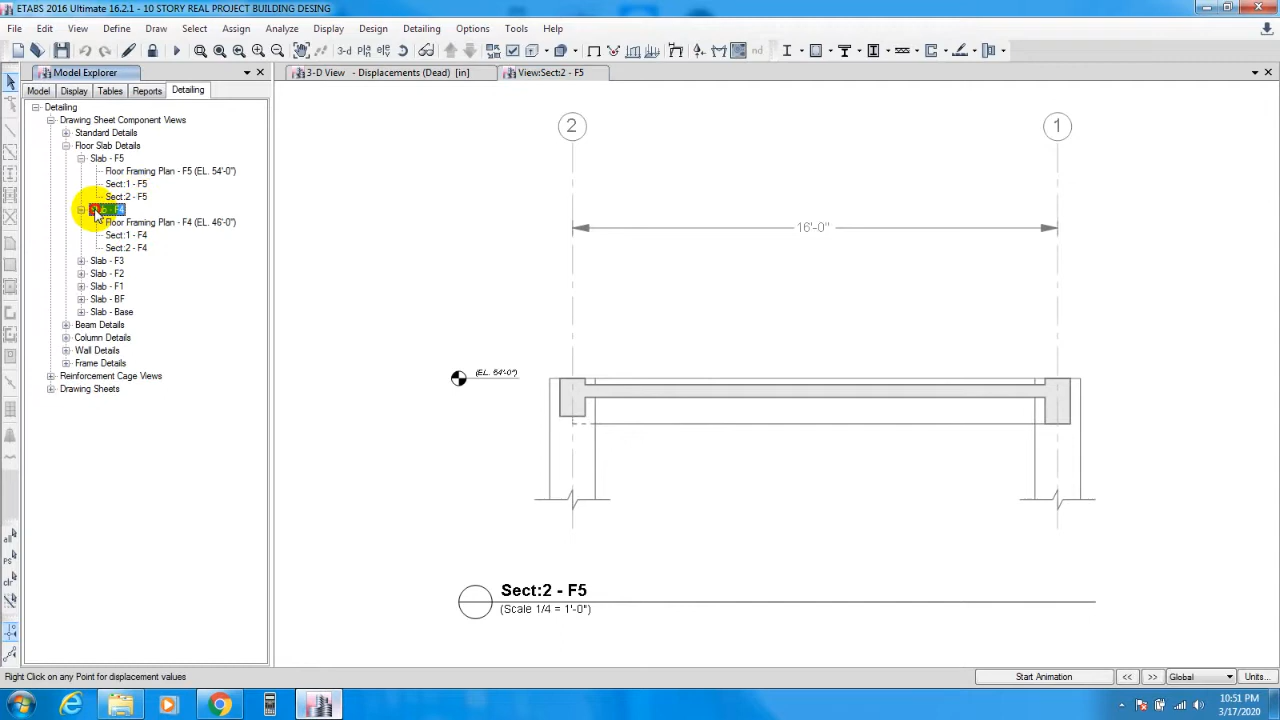 ETABS 2016 Ultimate 16.2.1 - 10 STORY REAL PROJECT BUILDING DESING
File Edit View Define Draw Select Assign Analyze Display Design Detailing Options Tools Help
3-d nd
Model Explorer
3-D View - Displacements (Dead) [in]
View:Sect:2 - F5
Model Display Tables Reports Detailing
Detailing
Drawing Sheet Component Views
Standard Details
Floor Slab Details
Slab - F5
Floor Framing Plan - F5 (EL. 54'-0")
Sect:1 - F5
Sect:2 - F5
F4
Floor Framing Plan - F4 (EL. 46'-0")
Sect:1 - F4
Sect:2 - F4
Slab - F3
Slab - F2
Slab - F1
Slab - BF
Slab - Base
Beam Details
Column Details
Wall Details
Frame Details
Reinforcement Cage Views
Drawing Sheets
all
PS
clr
2 1
16'-0"
(EL. 54'-0")
Sect:2 - F5
(Scale 1/4 = 1'-0")
Right Click on any Point for displacement values
Start Animation << >> Global Units...
10:51 PM
3/17/2020